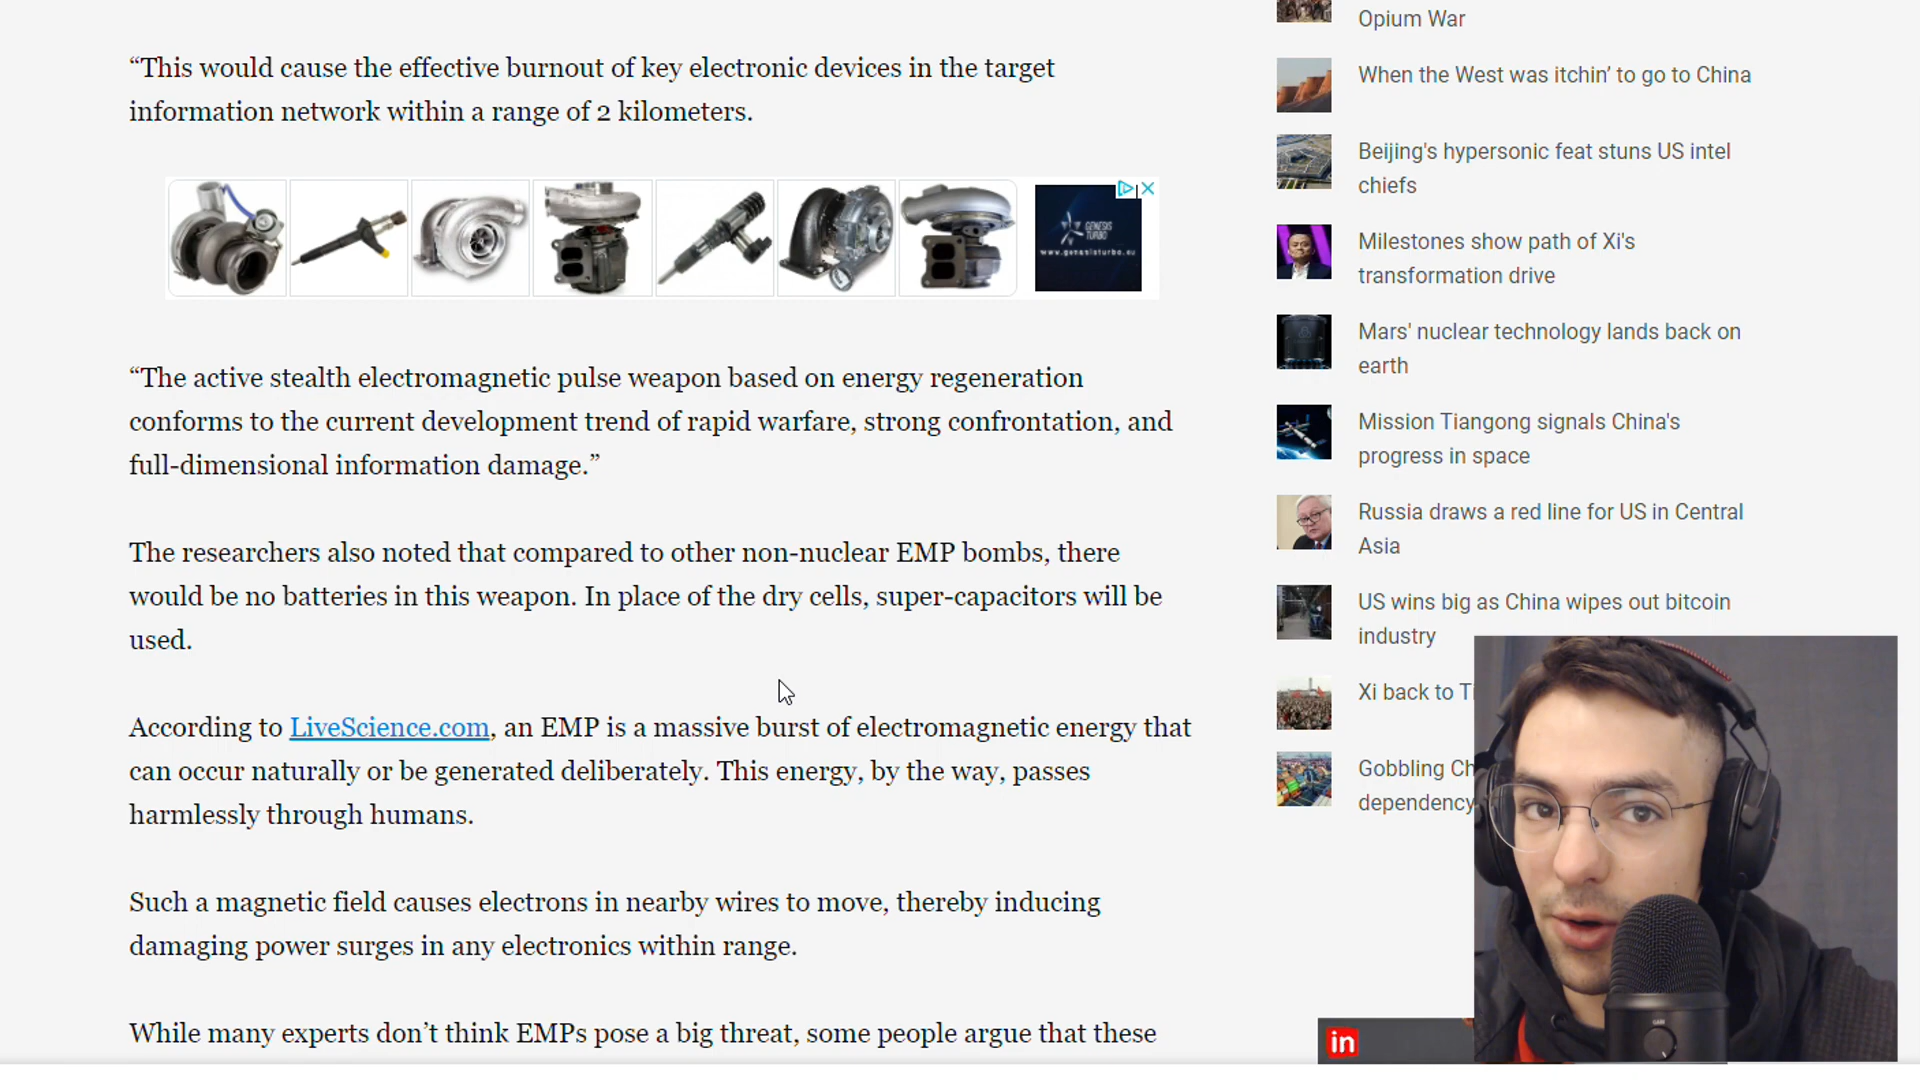 “This would cause the effective burnout of key electronic devices in the target
information network within a range of 2 kilometers.
GENESIS
TURBO
www.genesisturbo.eu
“The active stealth electromagnetic pulse weapon based on energy regeneration
conforms to the current development trend of rapid warfare, strong confrontation, and
full-dimensional information damage.”
The researchers also noted that compared to other non-nuclear EMP bombs, there
would be no batteries in this weapon. In place of the dry cells, super-capacitors will be
used.
According to LiveScience.com, an EMP is a massive burst of electromagnetic energy that
can occur naturally or be generated deliberately. This energy, by the way, passes
harmlessly through humans.
Such a magnetic field causes electrons in nearby wires to move, thereby inducing
damaging power surges in any electronics within range.
While many experts don’t think EMPs pose a big threat, some people argue that these
Opium War
When the West was itchin’ to go to China
Beijing's hypersonic feat stuns US intel
chiefs
Milestones show path of Xi's
transformation drive
Mars' nuclear technology lands back on
earth
Mission Tiangong signals China's
progress in space
Russia draws a red line for US in Central
Asia
US wins big as China wipes out bitcoin
industry
Xi back to Ti
Gobbling Ch
dependency
in
GAIN